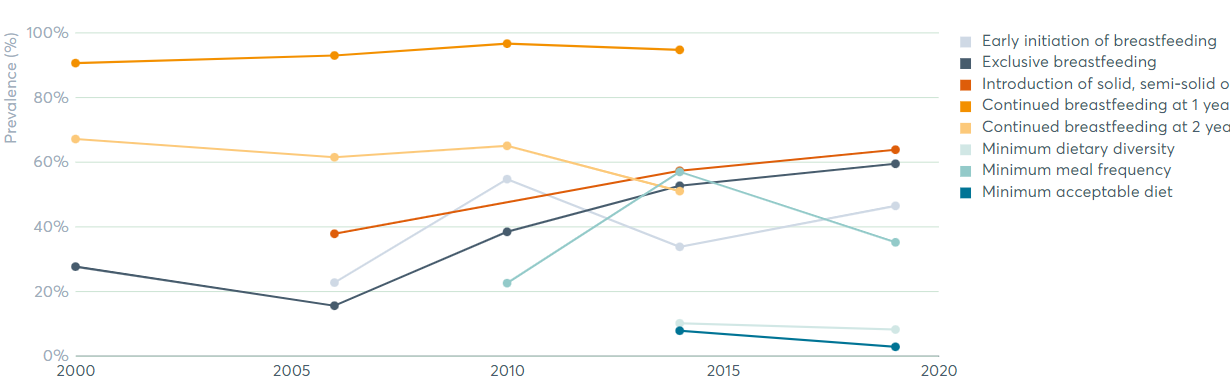 Prevalence (%)
100%
80%
60%
40%
20%
0%
2000
2005
2010
2015
2020
Early initiation of breastfeeding
Exclusive breastfeeding
Introduction of solid, semi-solid o
Continued breastfeeding at 1 yea
Continued breastfeeding at 2 yea
Minimum dietary diversity
Minimum meal frequency
Minimum acceptable diet